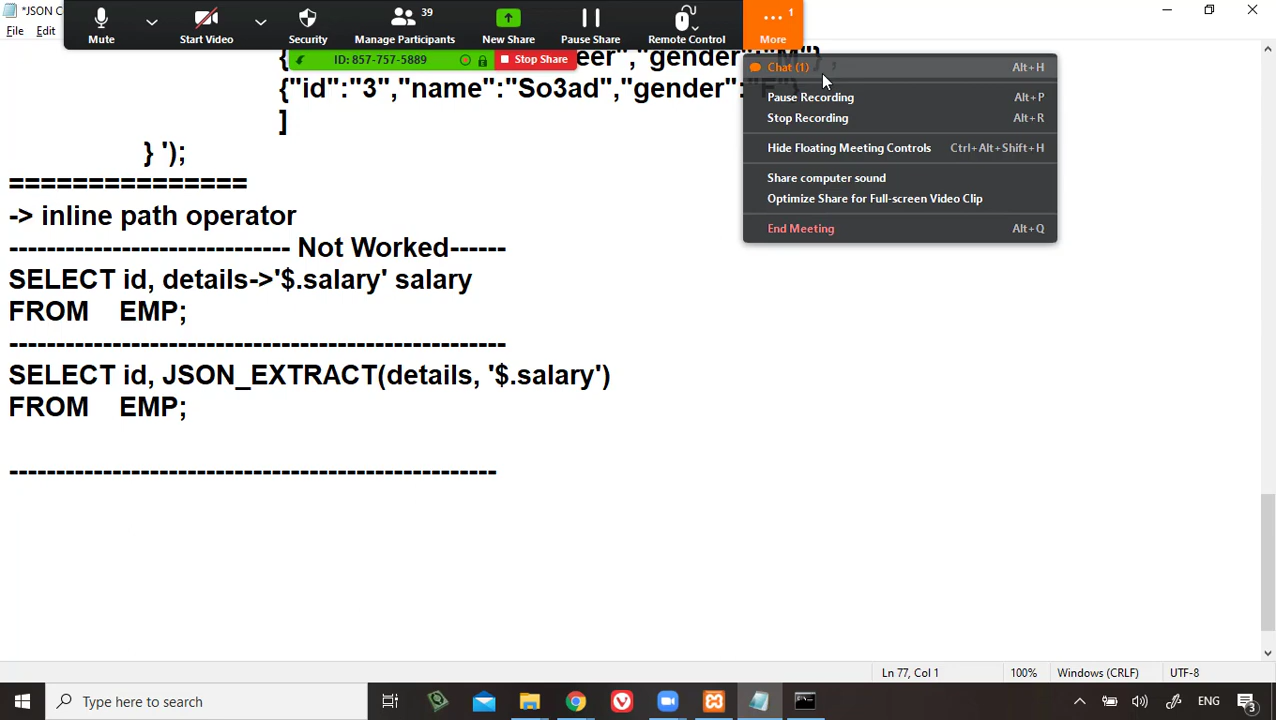 *JSON C
File Edit
Mute
Start Video
Security
39
Manage Participants
New Share
Pause Share
Remote Control
1
More
ID: 857-757-5889
Stop Share
eer","gender":"M"} ,
Chat (1) Alt+H
{"id":"3","name":"So3ad","gender":"F"}
Pause Recording Alt+P
Stop Recording Alt+R
]
Hide Floating Meeting Controls Ctrl+Alt+Shift+H
} ');
Share computer sound
===============
Optimize Share for Full-screen Video Clip
-> inline path operator
End Meeting Alt+Q
---------------------------- Not Worked------
SELECT id, details->'$.salary' salary
FROM EMP;
-----------------------------------------------------
SELECT id, JSON_EXTRACT(details, '$.salary')
FROM EMP;
----------------------------------------------------
Ln 77, Col 1 100% Windows (CRLF) UTF-8
Type here to search
ENG
3